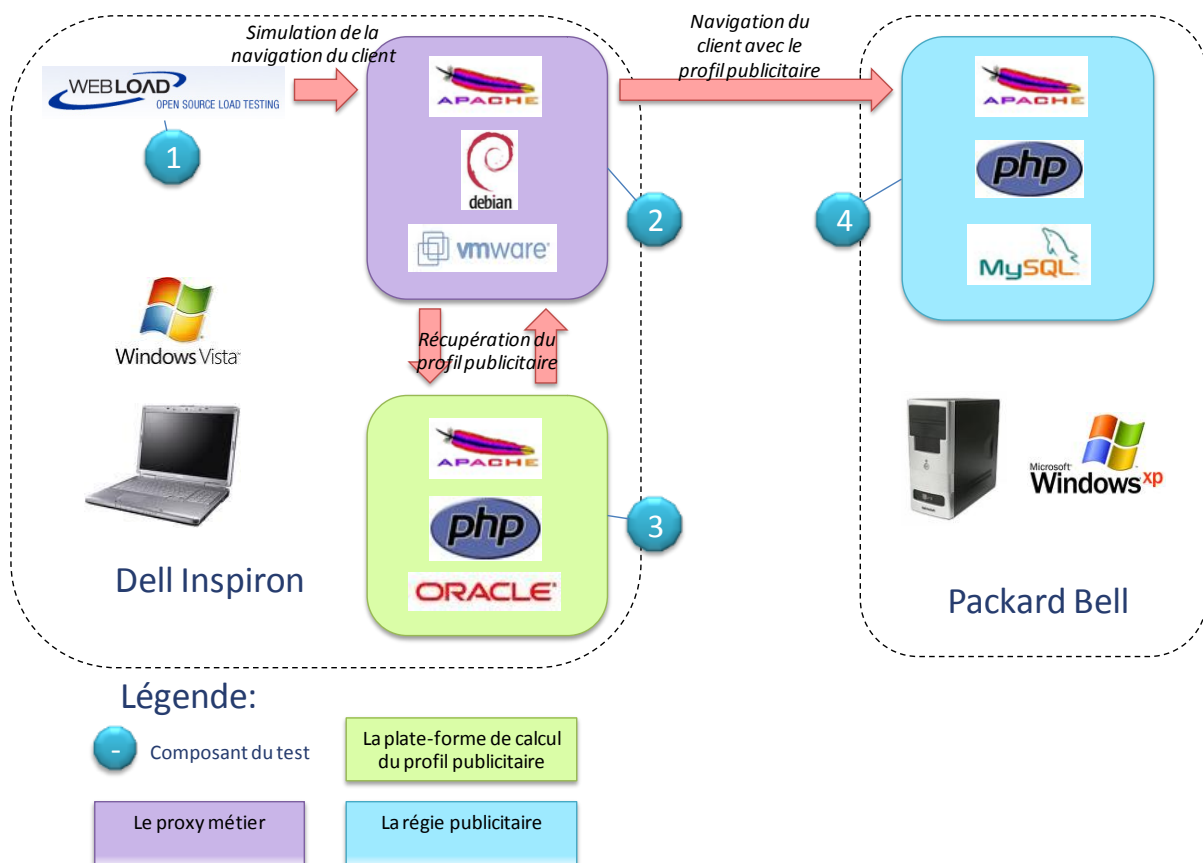 Simulation de la
navigation du client
Navigation du
client avec le
profil publicitaire
WEBLOAD
OPEN SOURCE LOAD TESTING
1
APACHE
debian
vmware
2
APACHE
php
MySQL
4
Windows Vista
Récupération du
profil publicitaire
APACHE
php
ORACLE
3
Microsoft
Windows xp
Dell Inspiron
Packard Bell
Légende:
- Composant du test
La plate-forme de calcul
du profil publicitaire
Le proxy métier
La régie publicitaire